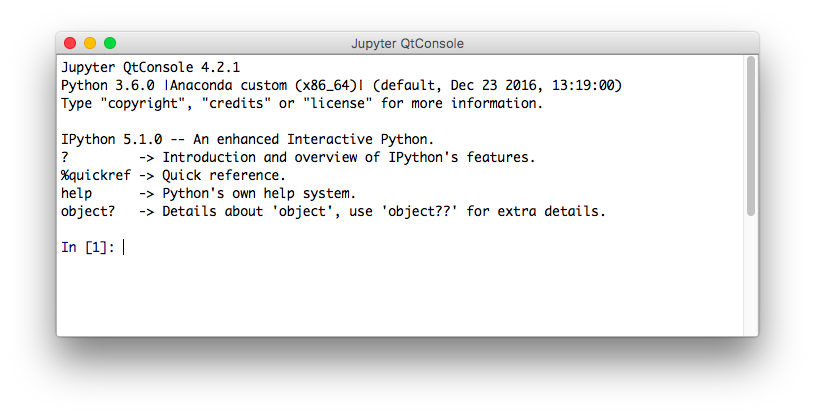 Jupyter QtConsole
Jupyter QtConsole 4.2.1
Python 3.6.0 |Anaconda custom (x86_64)| (default, Dec 23 2016, 13:19:00)
Type "copyright", "credits" or "license" for more information.
IPython 5.1.0 -- An enhanced Interactive Python.
?         -> Introduction and overview of IPython's features.
%quickref -> Quick reference.
help      -> Python's own help system.
object?   -> Details about 'object', use 'object??' for extra details.
In [1]: